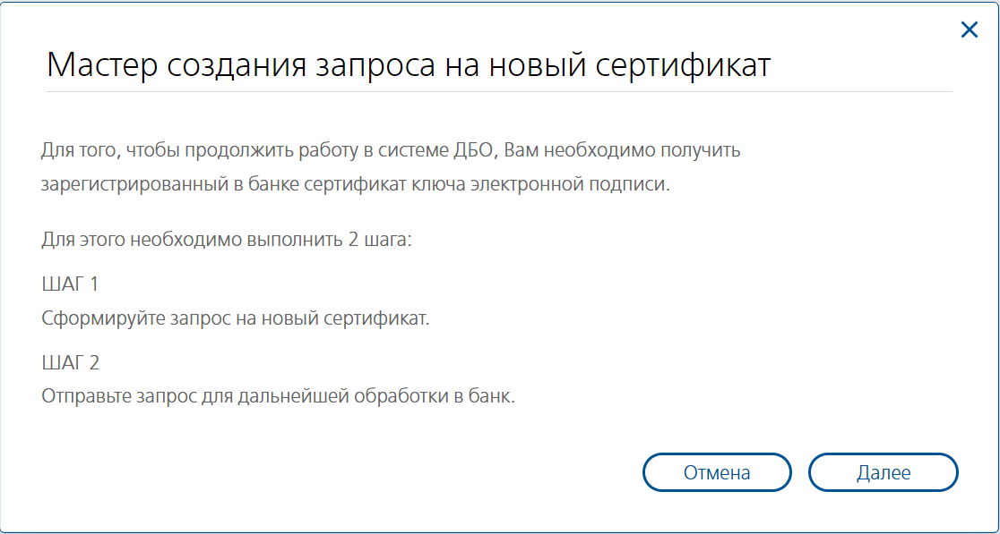 Мастер создания запроса на новый сертификат
Для того, чтобы продолжить работу в системе ДБО, Вам необходимо получить
зарегистрированный в банке сертификат ключа электронной подписи.
Для этого необходимо выполнить 2 шага:
ШАГ 1
Сформируйте запрос на новый сертификат.
ШАГ 2
Отправьте запрос для дальнейшей обработки в банк.
Отмена
Далее